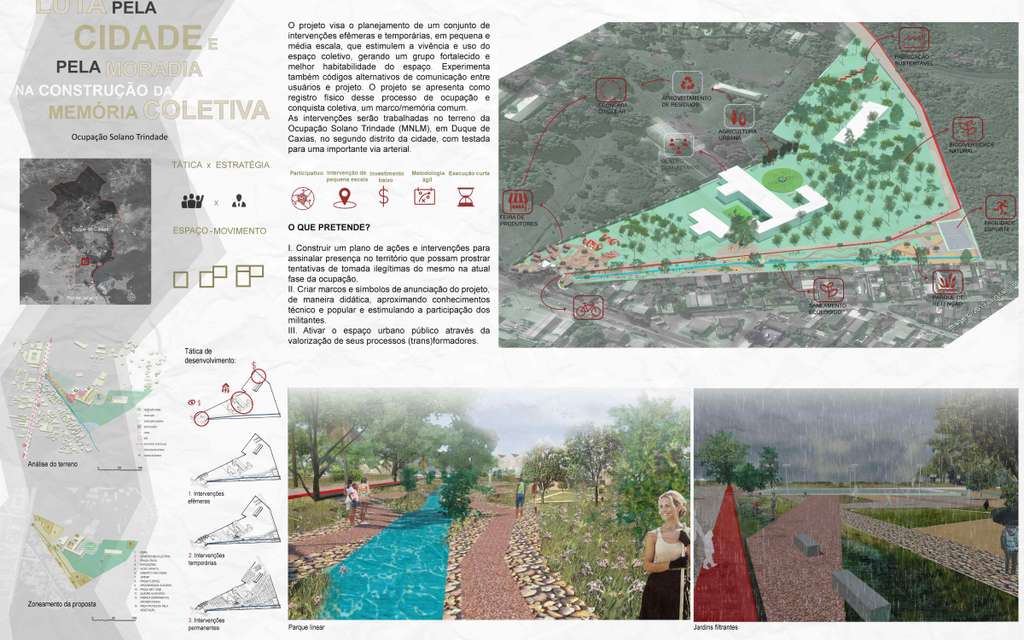 LUTA PELA
CIDADE E
PELA MORADIA
NA CONSTRUÇÃO DA
MEMÓRIA COLETIVA
Ocupação Solano Trindade
TÁTICA x ESTRATÉGIA
x
ESPAÇO-MOVIMENTO
Duque de Caxias
Análise do terreno
Zoneamento da proposta
Tática de
desenvolvimento:
1. Intervenções
efêmeras
2. Intervenções
temporárias
3. Intervenções
permanentes
O projeto visa o planejamento de um conjunto de
intervenções efêmeras e temporárias, em pequena e
média escala, que estimulem a vivência e uso do
espaço coletivo, gerando um grupo fortalecido e
melhor habitabilidade do espaço. Experimenta
também códigos alternativos de comunicação entre
usuários e projeto. O projeto se apresenta como
registro físico desse processo de ocupação e
conquista coletiva, um marco/memória comum.
As intervenções serão trabalhadas no terreno da
Ocupação Solano Trindade (MNLM), em Duque de
Caxias, no segundo distrito da cidade, com testada
para uma importante via arterial.
Participativo
Intervenção de
pequena escala
Investimento
baixo
Metodologia
ágil
Execução curta
O QUE PRETENDE?
I. Construir um plano de ações e intervenções para
assinalar presença no território que possam prostrar
tentativas de tomada ilegítimas do mesmo na atual
fase da ocupação.
II. Criar marcos e símbolos de anunciação do projeto,
de maneira didática, aproximando conhecimentos
técnico e popular e estimulando a participação dos
militantes.
III. Ativar o espaço urbano público através da
valorização de seus processos (trans)formadores.
FABRICAÇÃO
SUSTENTÁVEL
APROVEITAMENTO
DE RESÍDUOS
AGRICULTURA
URBANA
BIODIVERSIDADE
NATURAL
FEIRA DE
PRODUTORES
ESPORTE
SANEAMENTO
ECOLÓGICO
PARQUE DE
RETENÇÃO
Parque linear
Jardins filtrantes